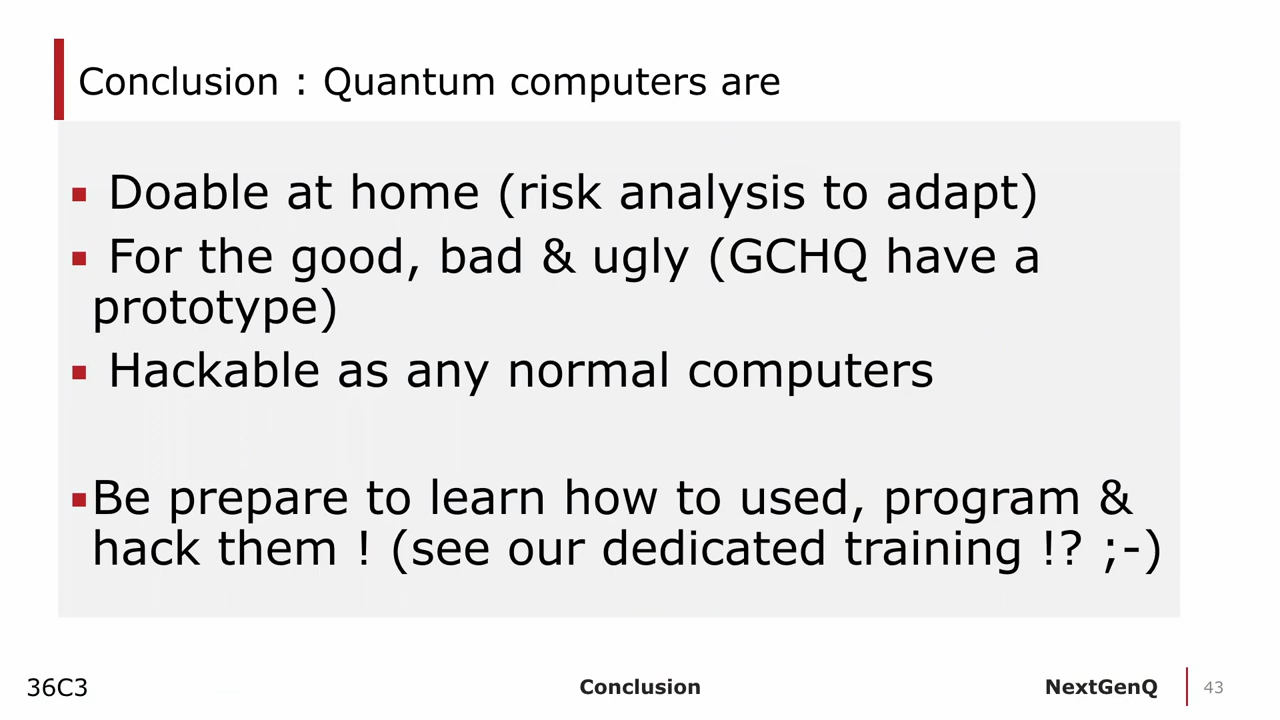 Conclusion : Quantum computers are
▪ Doable at home (risk analysis to adapt)
▪ For the good, bad & ugly (GCHQ have a
prototype)
▪ Hackable as any normal computers
▪Be prepare to learn how to used, program &
hack them ! (see our dedicated training !? ;-)
36C3
Conclusion
NextGenQ
43